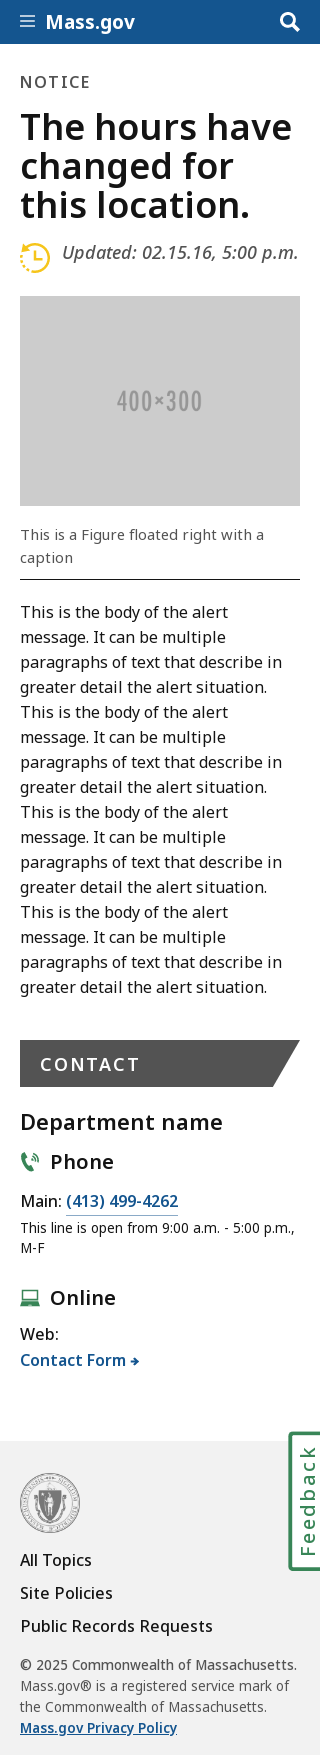 Mass.gov
NOTICE
The hours have
changed for
this location.
Updated: 02.15.16, 5:00 p.m.
400×300
This is a Figure floated right with a
caption
This is the body of the alert
message. It can be multiple
paragraphs of text that describe in
greater detail the alert situation.
This is the body of the alert
message. It can be multiple
paragraphs of text that describe in
greater detail the alert situation.
This is the body of the alert
message. It can be multiple
paragraphs of text that describe in
greater detail the alert situation.
This is the body of the alert
message. It can be multiple
paragraphs of text that describe in
greater detail the alert situation.
CONTACT
Department name
Phone
Main: (413) 499-4262
This line is open from 9:00 a.m. - 5:00 p.m.,
M-F
Online
Web:
Contact Form
Feedback
All Topics
Site Policies
Public Records Requests
© 2025 Commonwealth of Massachusetts.
Mass.gov® is a registered service mark of
the Commonwealth of Massachusetts.
Mass.gov Privacy Policy